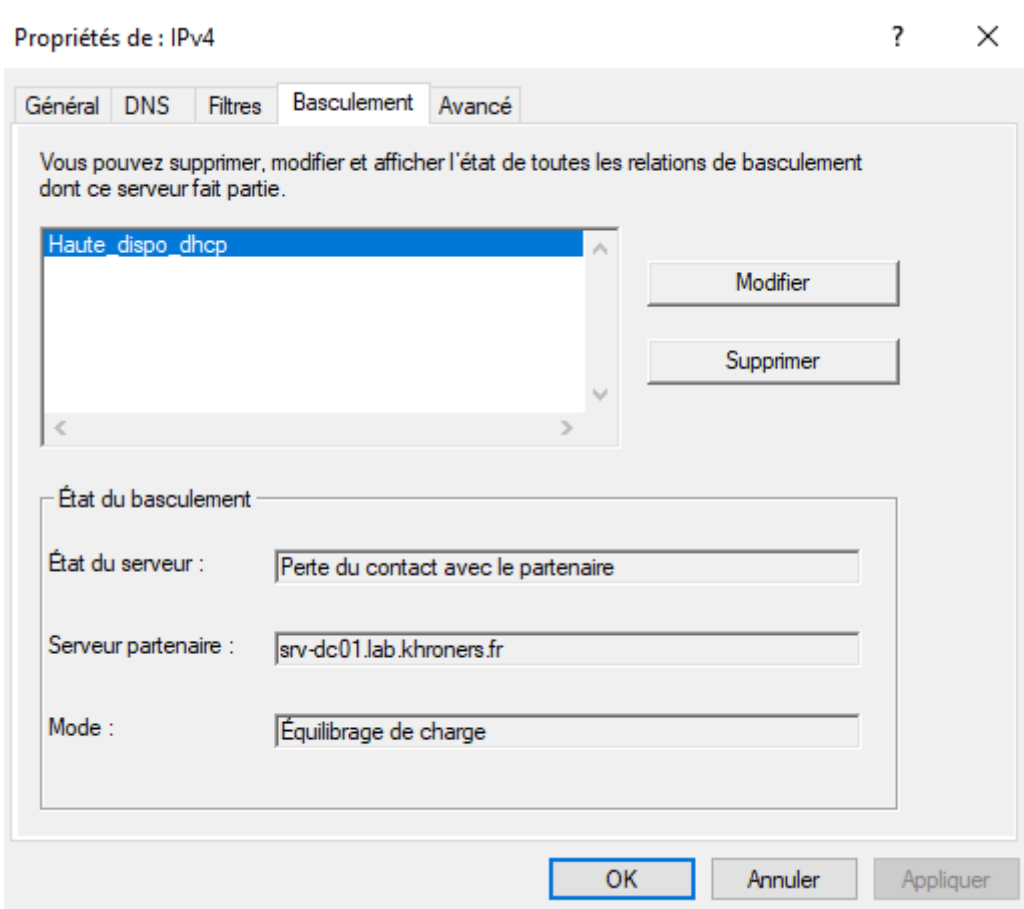 Propriétés de : IPv4
?
Général
DNS
Filtres
Basculement
Avancé
Vous pouvez supprimer, modifier et afficher l'état de toutes les relations de basculement
dont ce serveur fait partie.
Haute_dispo_dhcp
Modifier
Supprimer
État du basculement
État du serveur :
Perte du contact avec le partenaire
Serveur partenaire :
srv-dc01.lab.khroners.fr
Mode :
Équilibrage de charge
OK
Annuler
Appliquer